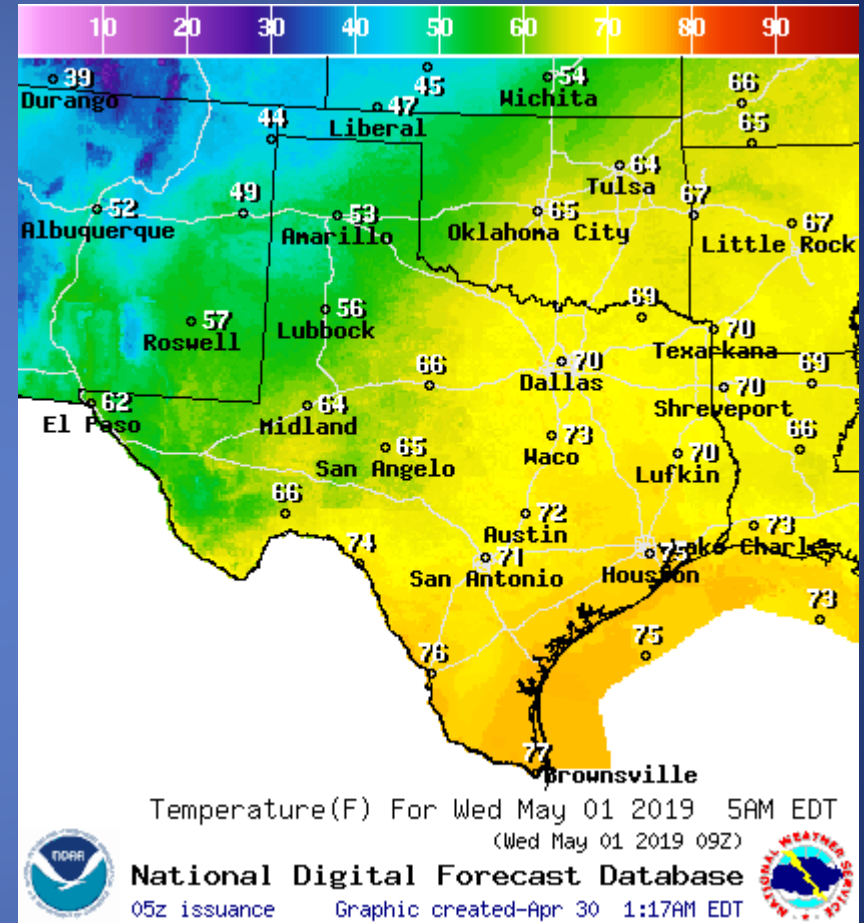 10 20 30 40 50 60 70 80 90
39
Durango
45
54
Wichita
66
47
Liberal
44
65
64
Tulsa
52
Albuquerque
49
53
Amarillo
65
Oklahoma City
67
67
Little Rock
57
Roswell
56
Lubbock
69
70
Texarkana
66
70
Dallas
69
70
Shreveport
62
El Paso
64
Midland
65
San Angelo
73
Waco
70
Lufkin
66
66
72
Austin
73
Lake Charles
74
71
San Antonio
75
Houston
73
76
75
77
Brownsville
Temperature(F) For Wed May 01 2019 5AM EDT
(Wed May 01 2019 09Z)
National Digital Forecast Database
05z issuance Graphic created-Apr 30 1:17AM EDT
NOAA
NATIONAL WEATHER SERVICE